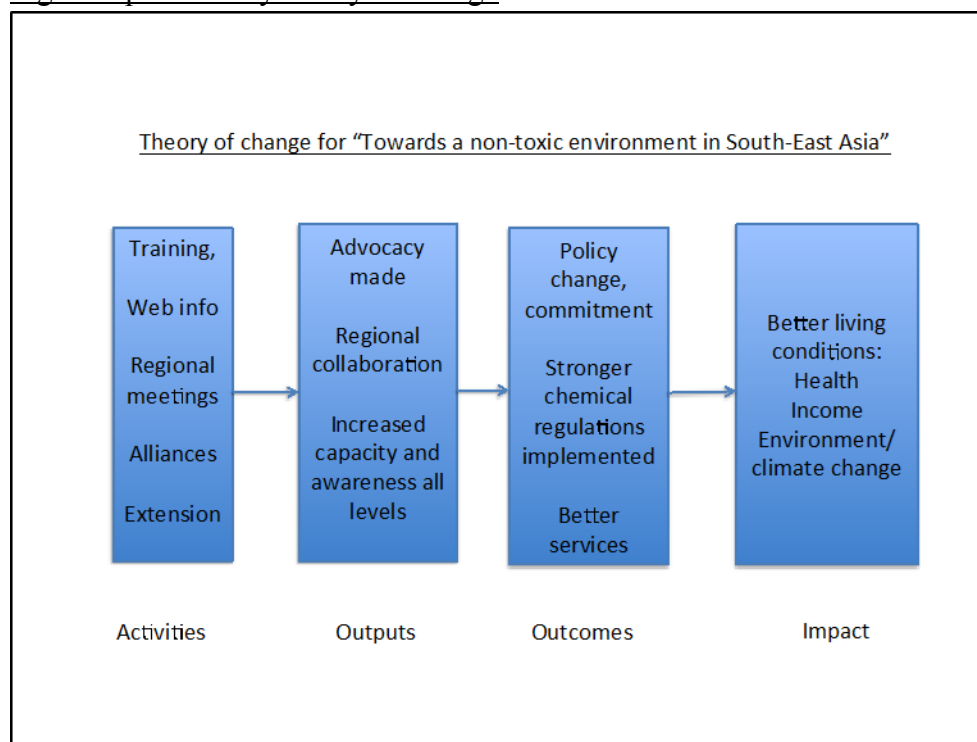 Theory of change for “Towards a non-toxic environment in South-East Asia”
Training,
Web info
Regional
meetings
Alliances
Extension
Advocacy
made
Regional
collaboration
Increased
capacity and
awareness all
levels
Policy
change,
commitment
Stronger
chemical
regulations
implemented
Better
services
Better living
conditions:
Health
Income
Environment/
climate change
Activities
Outputs
Outcomes
Impact